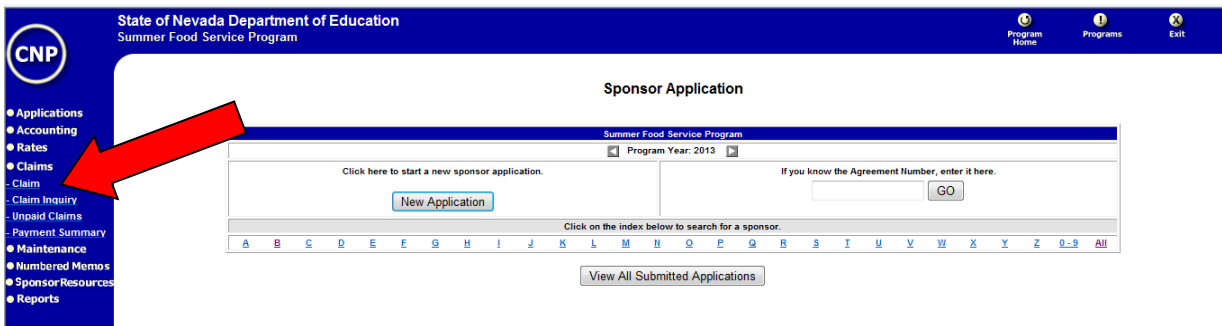 State of Nevada Department of Education
Summer Food Service Program
Program Home
Programs
Exit
CNP
Applications
Accounting
Rates
Claims
- Claim
- Claim Inquiry
- Unpaid Claims
- Payment Summary
Maintenance
Numbered Memos
SponsorResources
Reports
Sponsor Application
Summer Food Service Program
Program Year: 2013
Click here to start a new sponsor application.
New Application
If you know the Agreement Number, enter it here.
GO
Click on the index below to search for a sponsor.
A B C D E F G H I J K L M N O P Q R S T U V W X Y Z 0 - 9 All
View All Submitted Applications